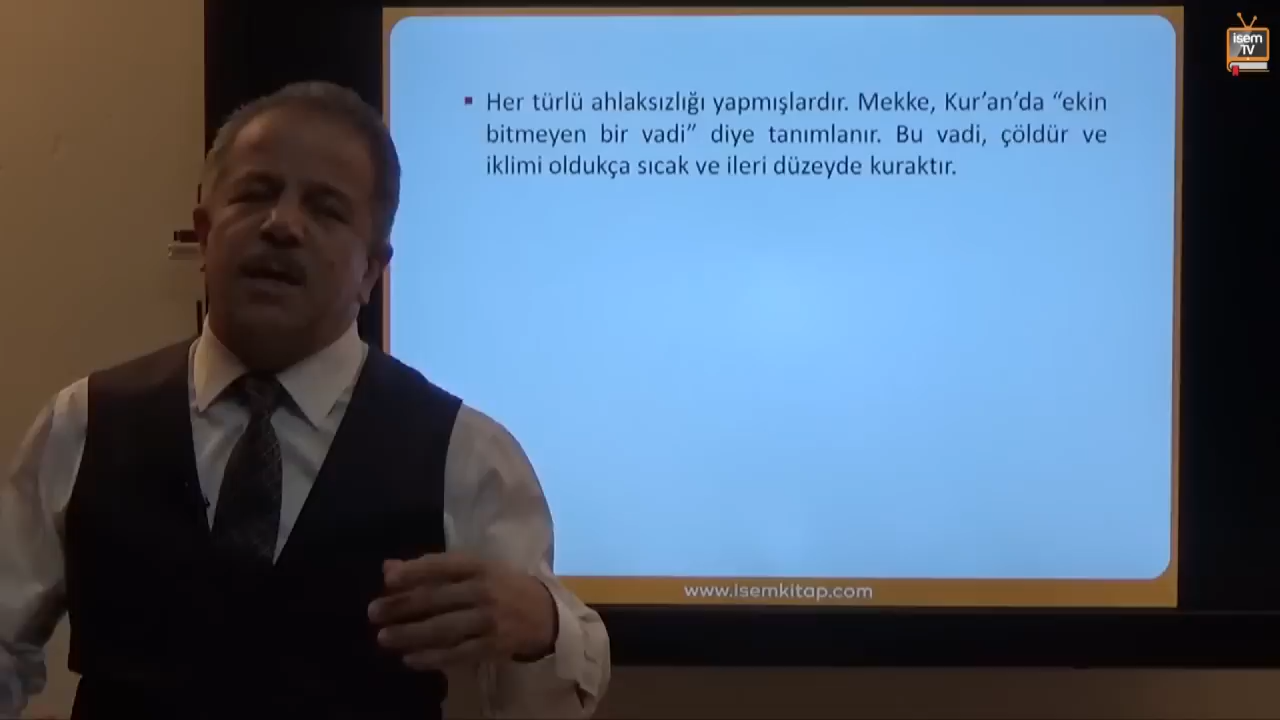 isem
TV
Her türlü ahlaksızlığı yapmışlardır. Mekke, Kur’an’da “ekin
bitmeyen bir vadi” diye tanımlanır. Bu vadi, çöldür ve
iklimi oldukça sıcak ve ileri düzeyde kuraktır.
www.isemkitap.com